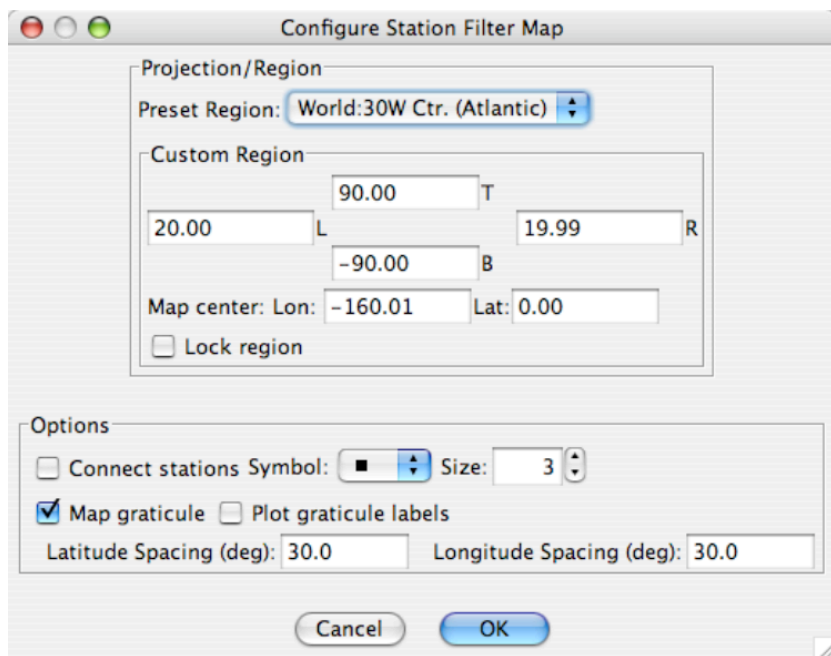 Configure Station Filter Map
Projection/Region
Preset Region: World:30W Ctr. (Atlantic)
Custom Region
90.00 T
20.00 L 19.99 R
-90.00 B
Map center: Lon: -160.01 Lat: 0.00
Lock region
Options
Connect stations Symbol: Size: 3
Map graticule Plot graticule labels
Latitude Spacing (deg): 30.0 Longitude Spacing (deg): 30.0
Cancel OK